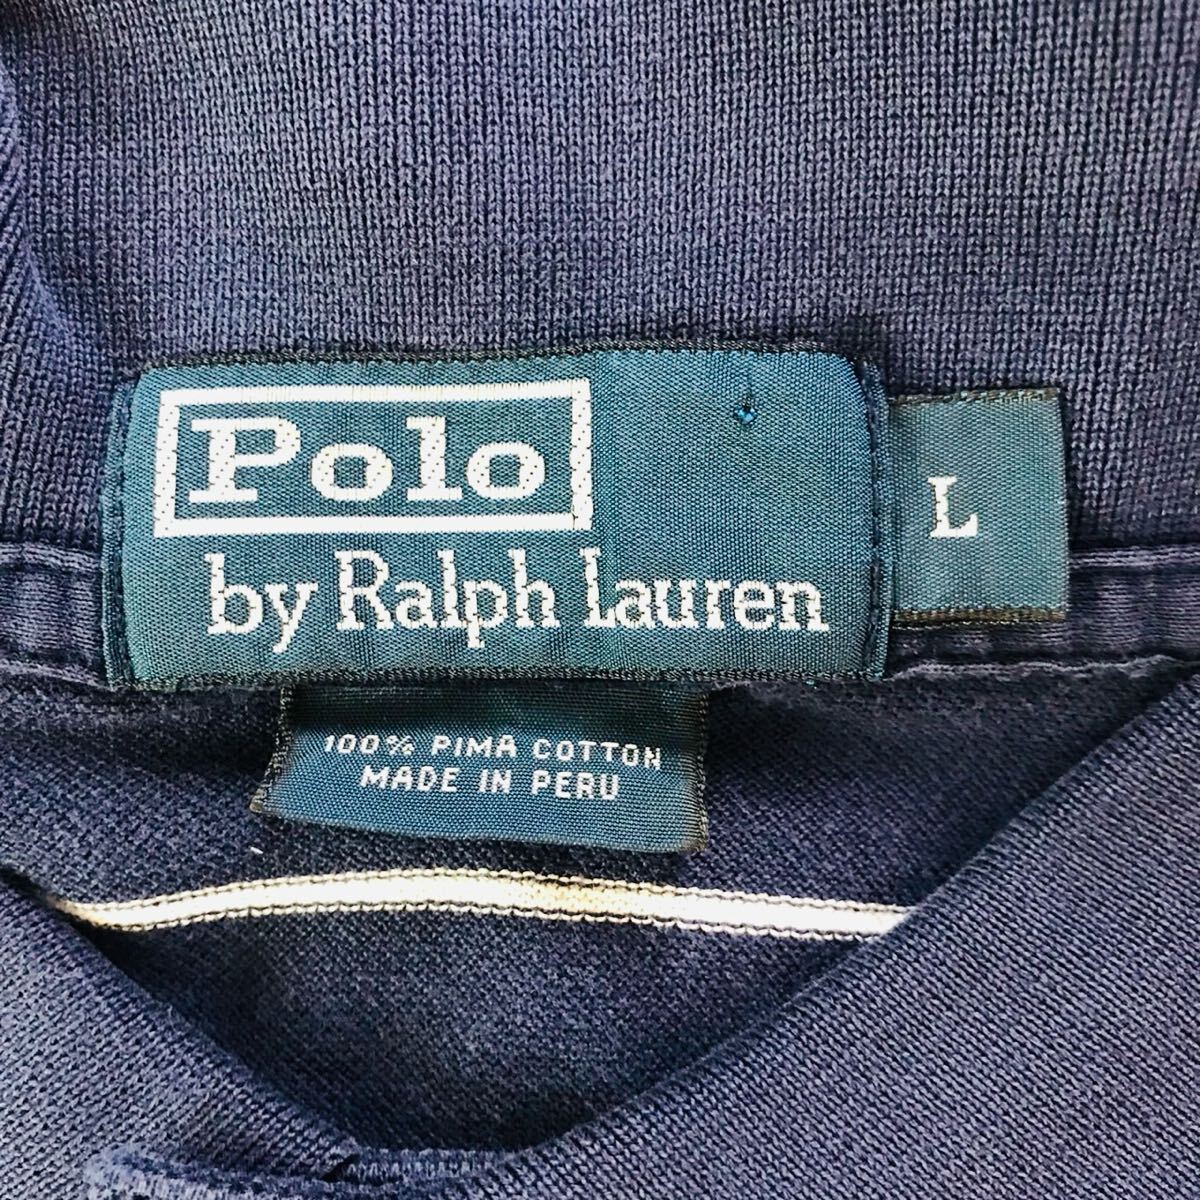 Polo
by Ralph Lauren
L
100% PIMA COTTON
MADE IN PERU